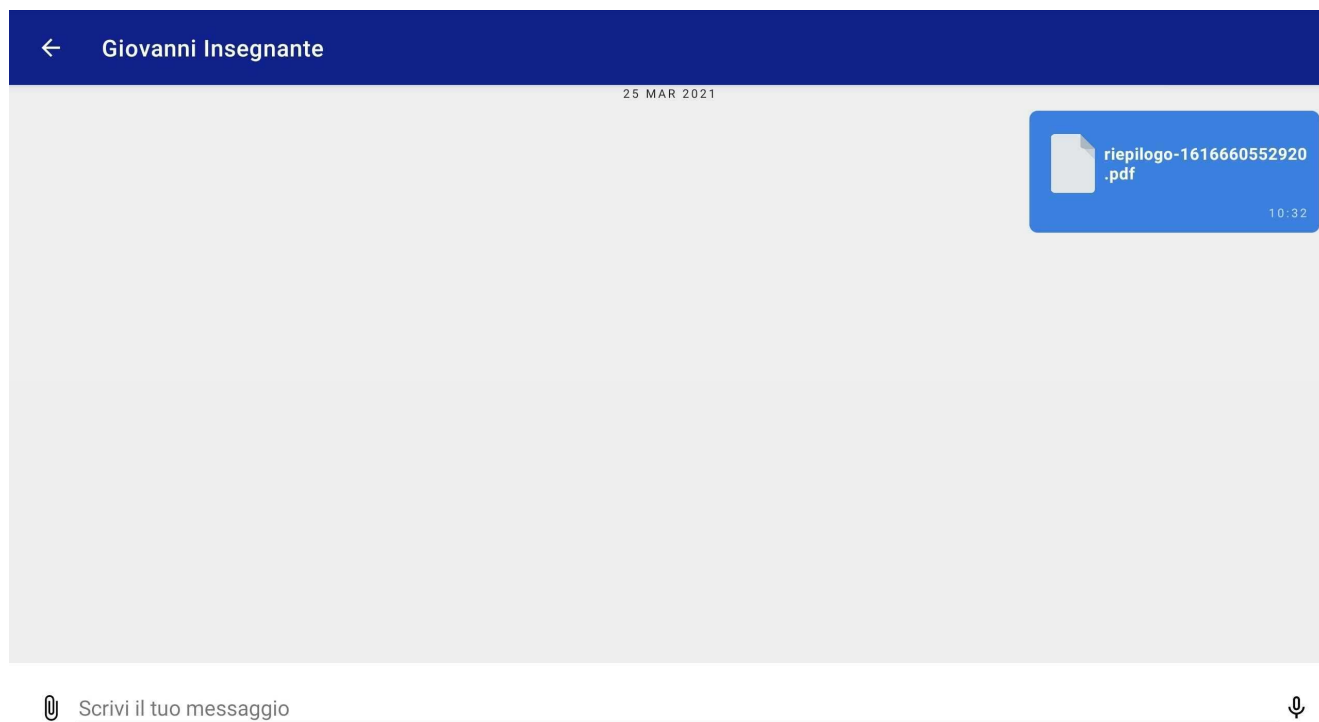 Giovanni Insegnante
25 MAR 2021
riepilogo-1616660552920
.pdf
10:32
Scrivi il tuo messaggio